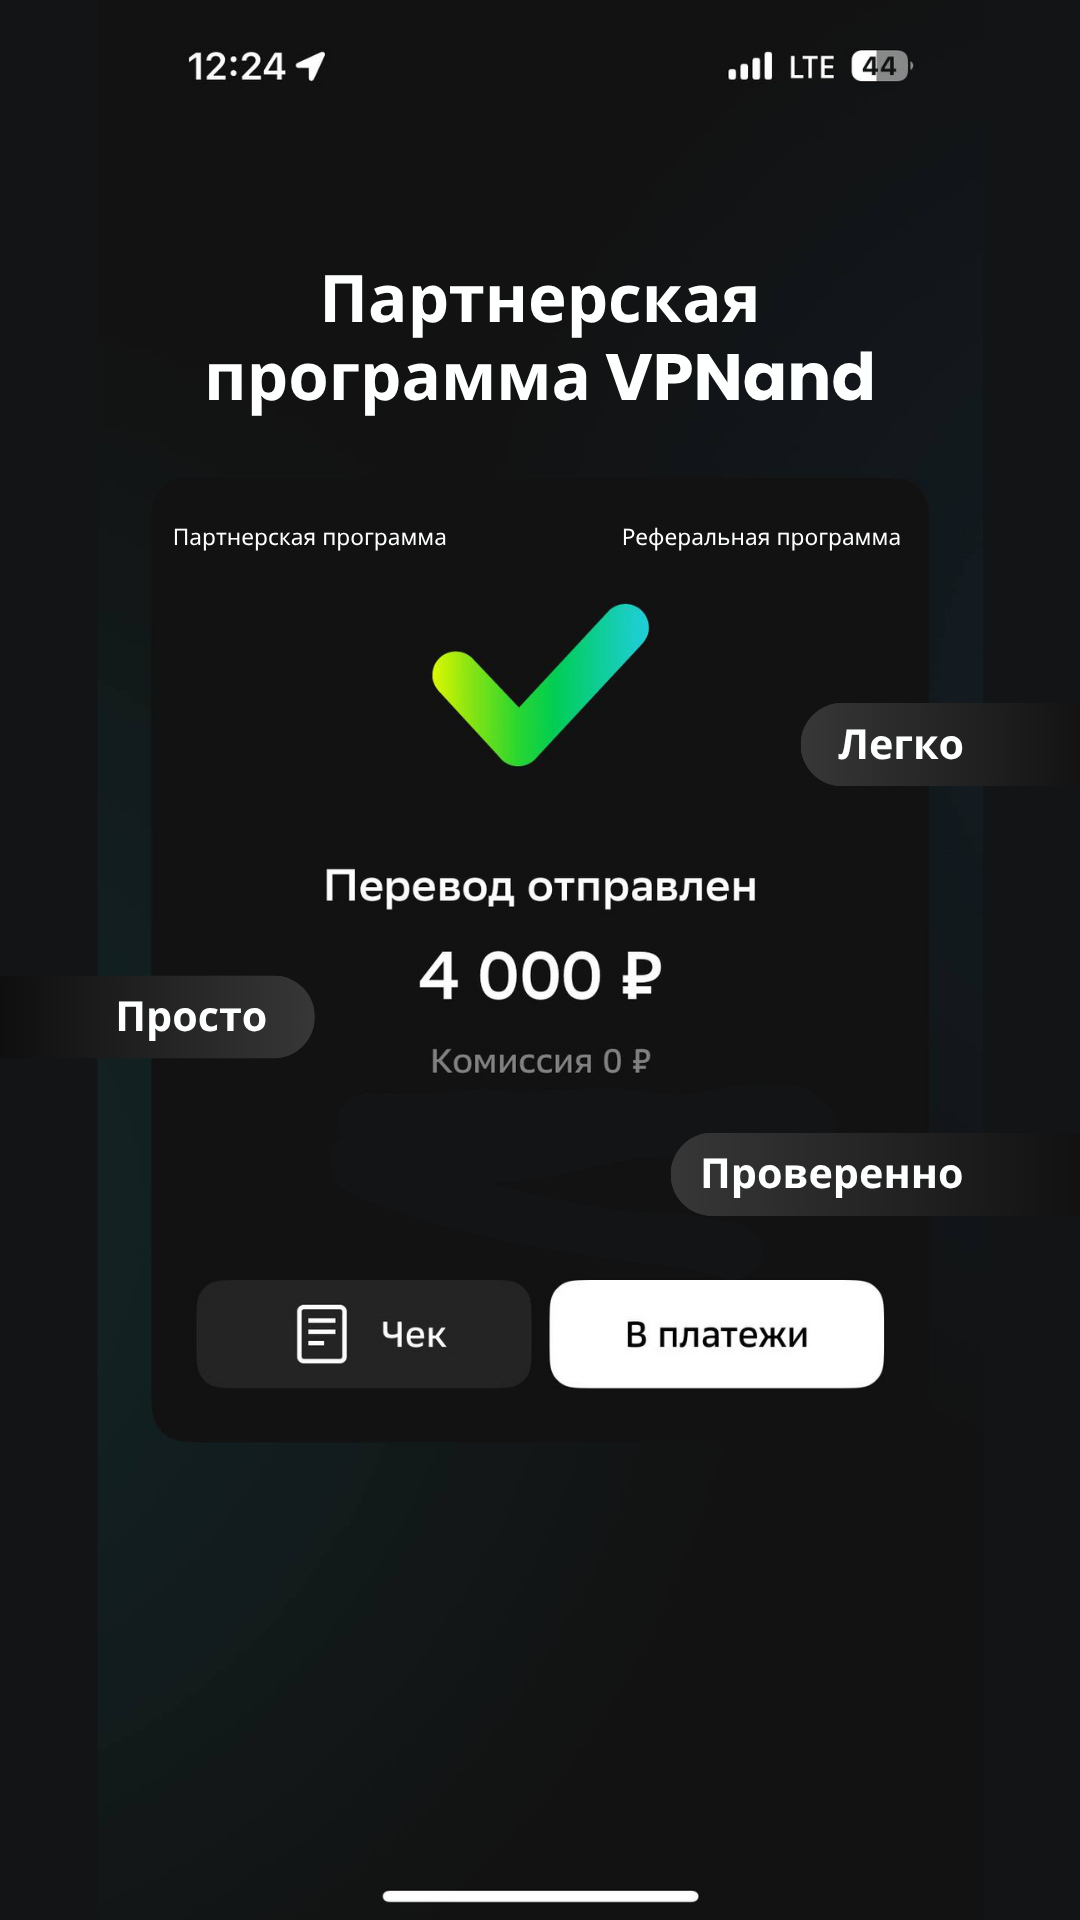 12:24 LTE 44
Партнерская
программа VPNand
Партнерская программа
Реферальная программа
Легко
Перевод отправлен
4 000 ₽
Просто
Комиссия 0 ₽
Проверенно
Чек
В платежи